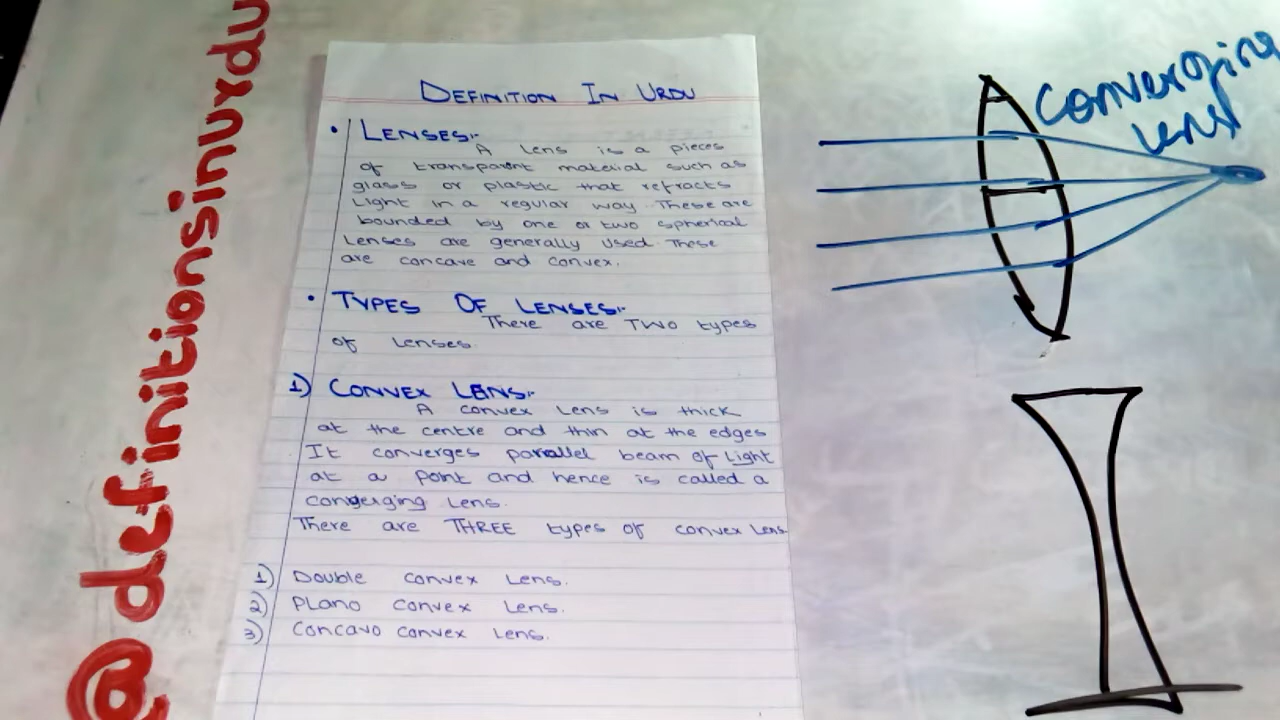 @definitionsinurdu
DEFINITION IN URDU
• LENSES:-
A Lens is a pieces
of transparent material such as
glass or plastic that refracts
Light in a regular way. These are
bounded by one or two spherical
Lenses are generally used. These
are concave and convex.
• TYPES OF LENSES:-
There are TWO types
of Lenses.
1) CONVEX LENS:-
A convex Lens is thick
at the centre and thin at the edges
It converges parallel beam of Light
at a point and hence is called a
converging Lens.
There are THREE types of convex Lens
1) Double convex Lens.
2) Plano convex Lens.
3) Concavo convex Lens.
Converging
Lens